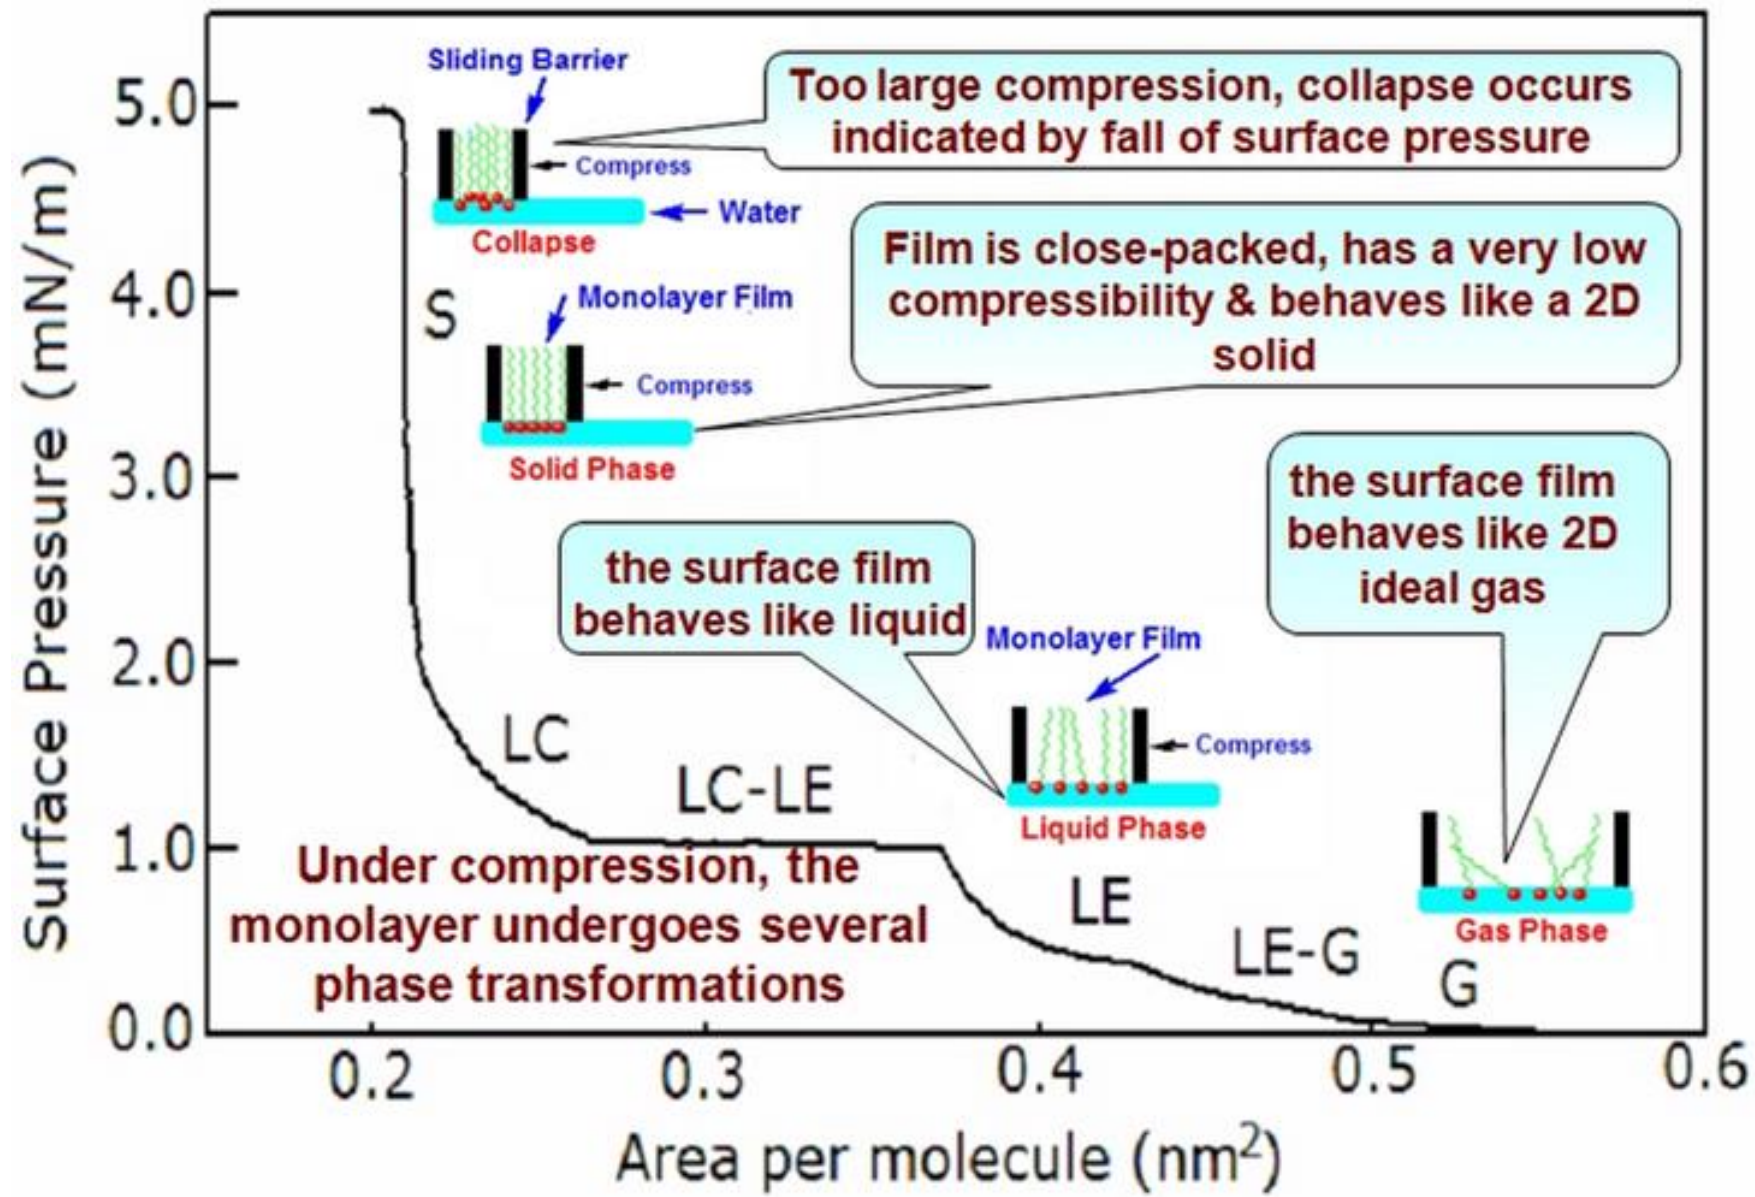 Sliding Barrier
Too large compression, collapse occurs
indicated by fall of surface pressure
Compress
Water
Collapse
Film is close-packed, has a very low
compressibility & behaves like a 2D
solid
S
Monolayer Film
Compress
Solid Phase
the surface film
behaves like 2D
ideal gas
the surface film
behaves like liquid
Monolayer Film
Compress
Liquid Phase
LC
LC-LE
LE
LE-G
G
Gas Phase
Under compression, the
monolayer undergoes several
phase transformations
Surface Pressure (mN/m)
5.0
4.0
3.0
2.0
1.0
0.0
0.2
0.3
0.4
0.5
0.6
Area per molecule (nm²)